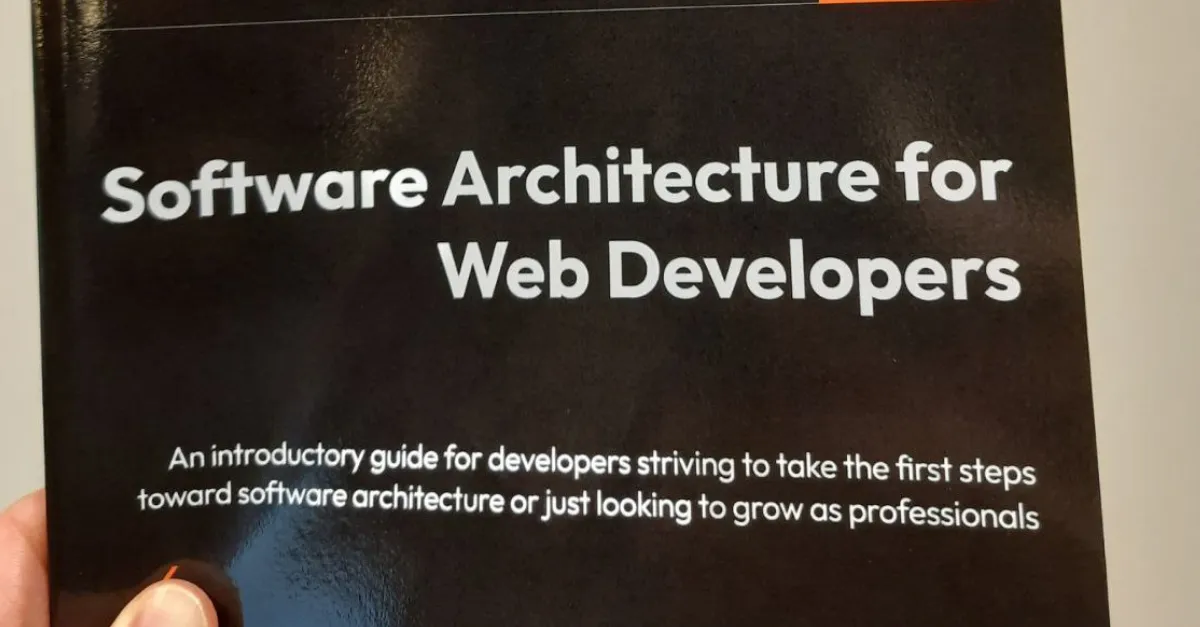 Software Architecture for
Web Developers
An introductory guide for developers striving to take the first steps
toward software architecture or just looking to grow as professionals